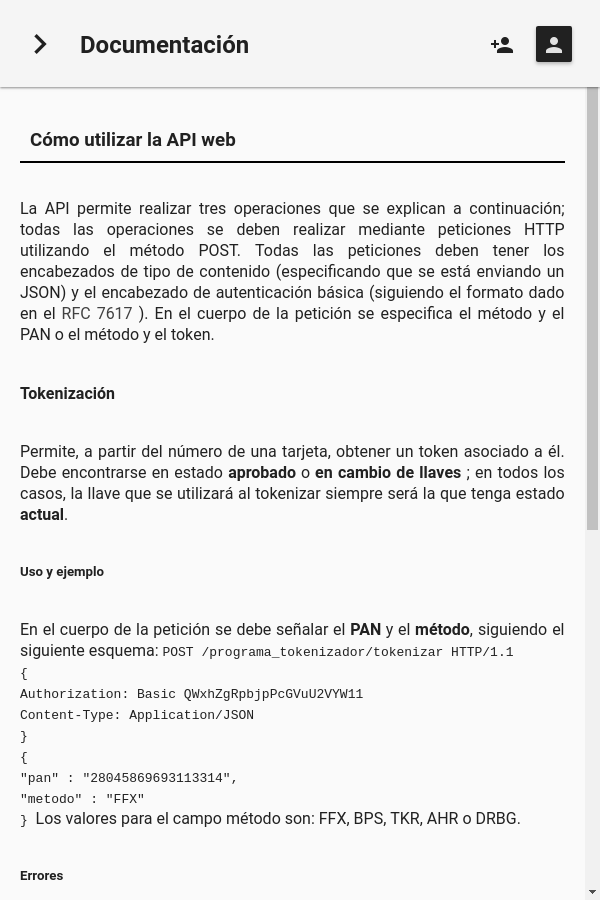 Documentación
Cómo utilizar la API web
La API permite realizar tres operaciones que se explican a continuación;
todas las operaciones se deben realizar mediante peticiones HTTP
utilizando el método POST. Todas las peticiones deben tener los
encabezados de tipo de contenido (especificando que se está enviando un
JSON) y el encabezado de autenticación básica (siguiendo el formato dado
en el RFC 7617 ). En el cuerpo de la petición se especifica el método y el
PAN o el método y el token.
Tokenización
Permite, a partir del número de una tarjeta, obtener un token asociado a él.
Debe encontrarse en estado aprobado o en cambio de llaves ; en todos los
casos, la llave que se utilizará al tokenizar siempre será la que tenga estado
actual.
Uso y ejemplo
En el cuerpo de la petición se debe señalar el PAN y el método, siguiendo el
siguiente esquema: POST /programa_tokenizador/tokenizar HTTP/1.1
{
Authorization: Basic QWxhZgRpbjpPcGVuU2VYW11
Content-Type: Application/JSON
}
{
"pan" : "28045869693113314",
"metodo" : "FFX"
} Los valores para el campo método son: FFX, BPS, TKR, AHR o DRBG.
Errores